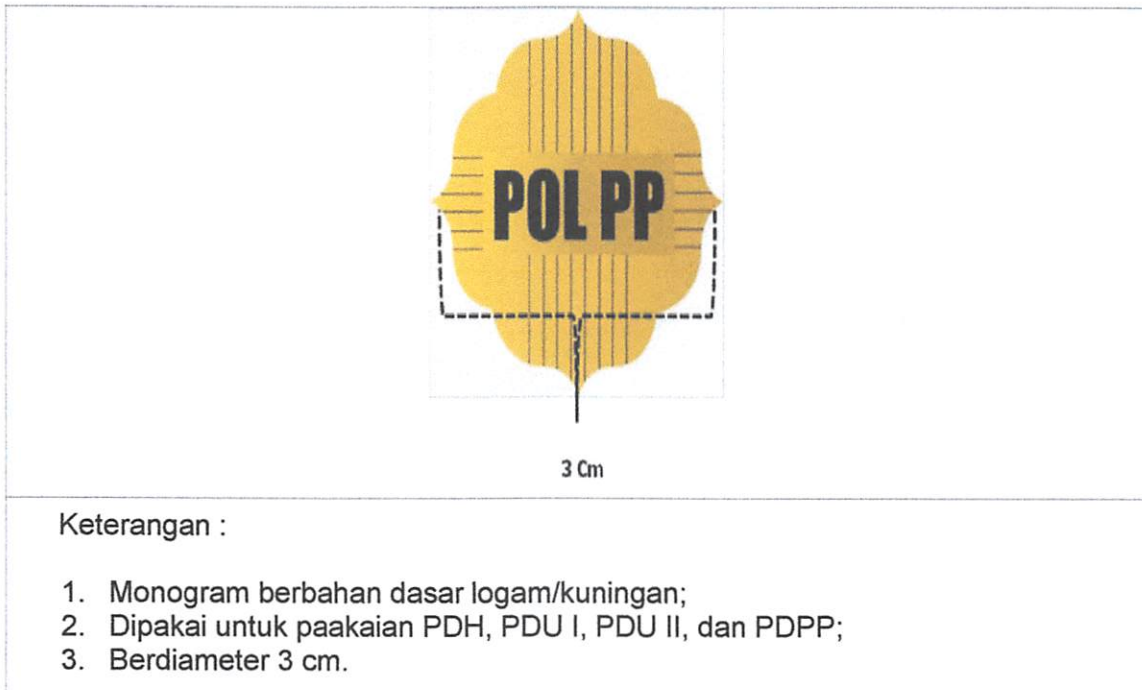 POL PP
3 Cm
Keterangan :
1. Monogram berbahan dasar logam/kuningan;
2. Dipakai untuk paakaian PDH, PDU I, PDU II, dan PDPP;
3. Berdiameter 3 cm.